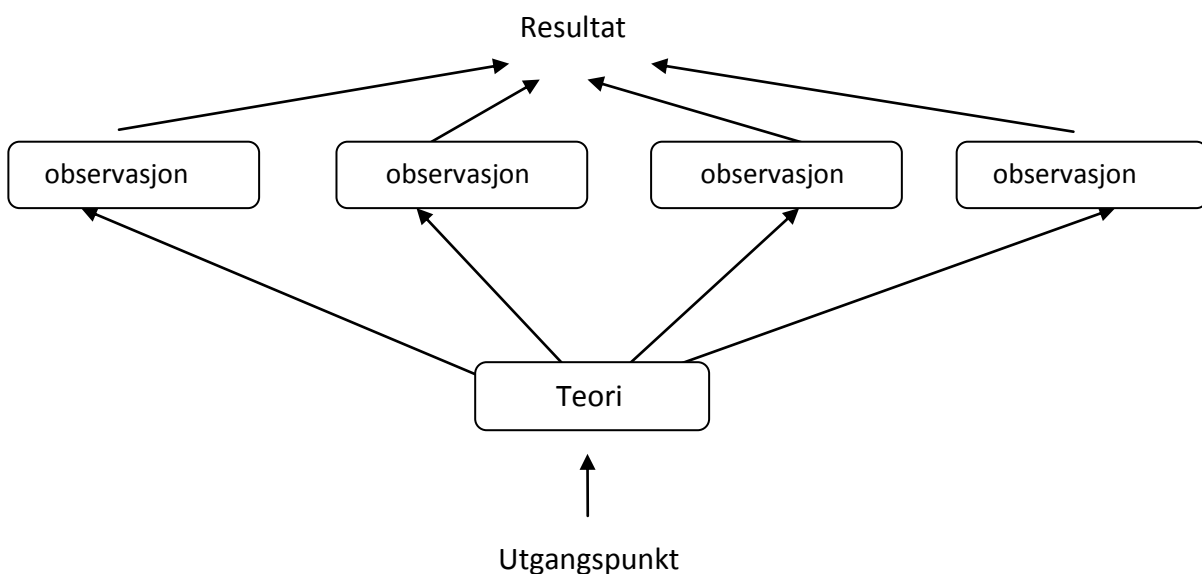 Resultat
observasjon
observasjon
observasjon
observasjon
Teori
Utgangspunkt